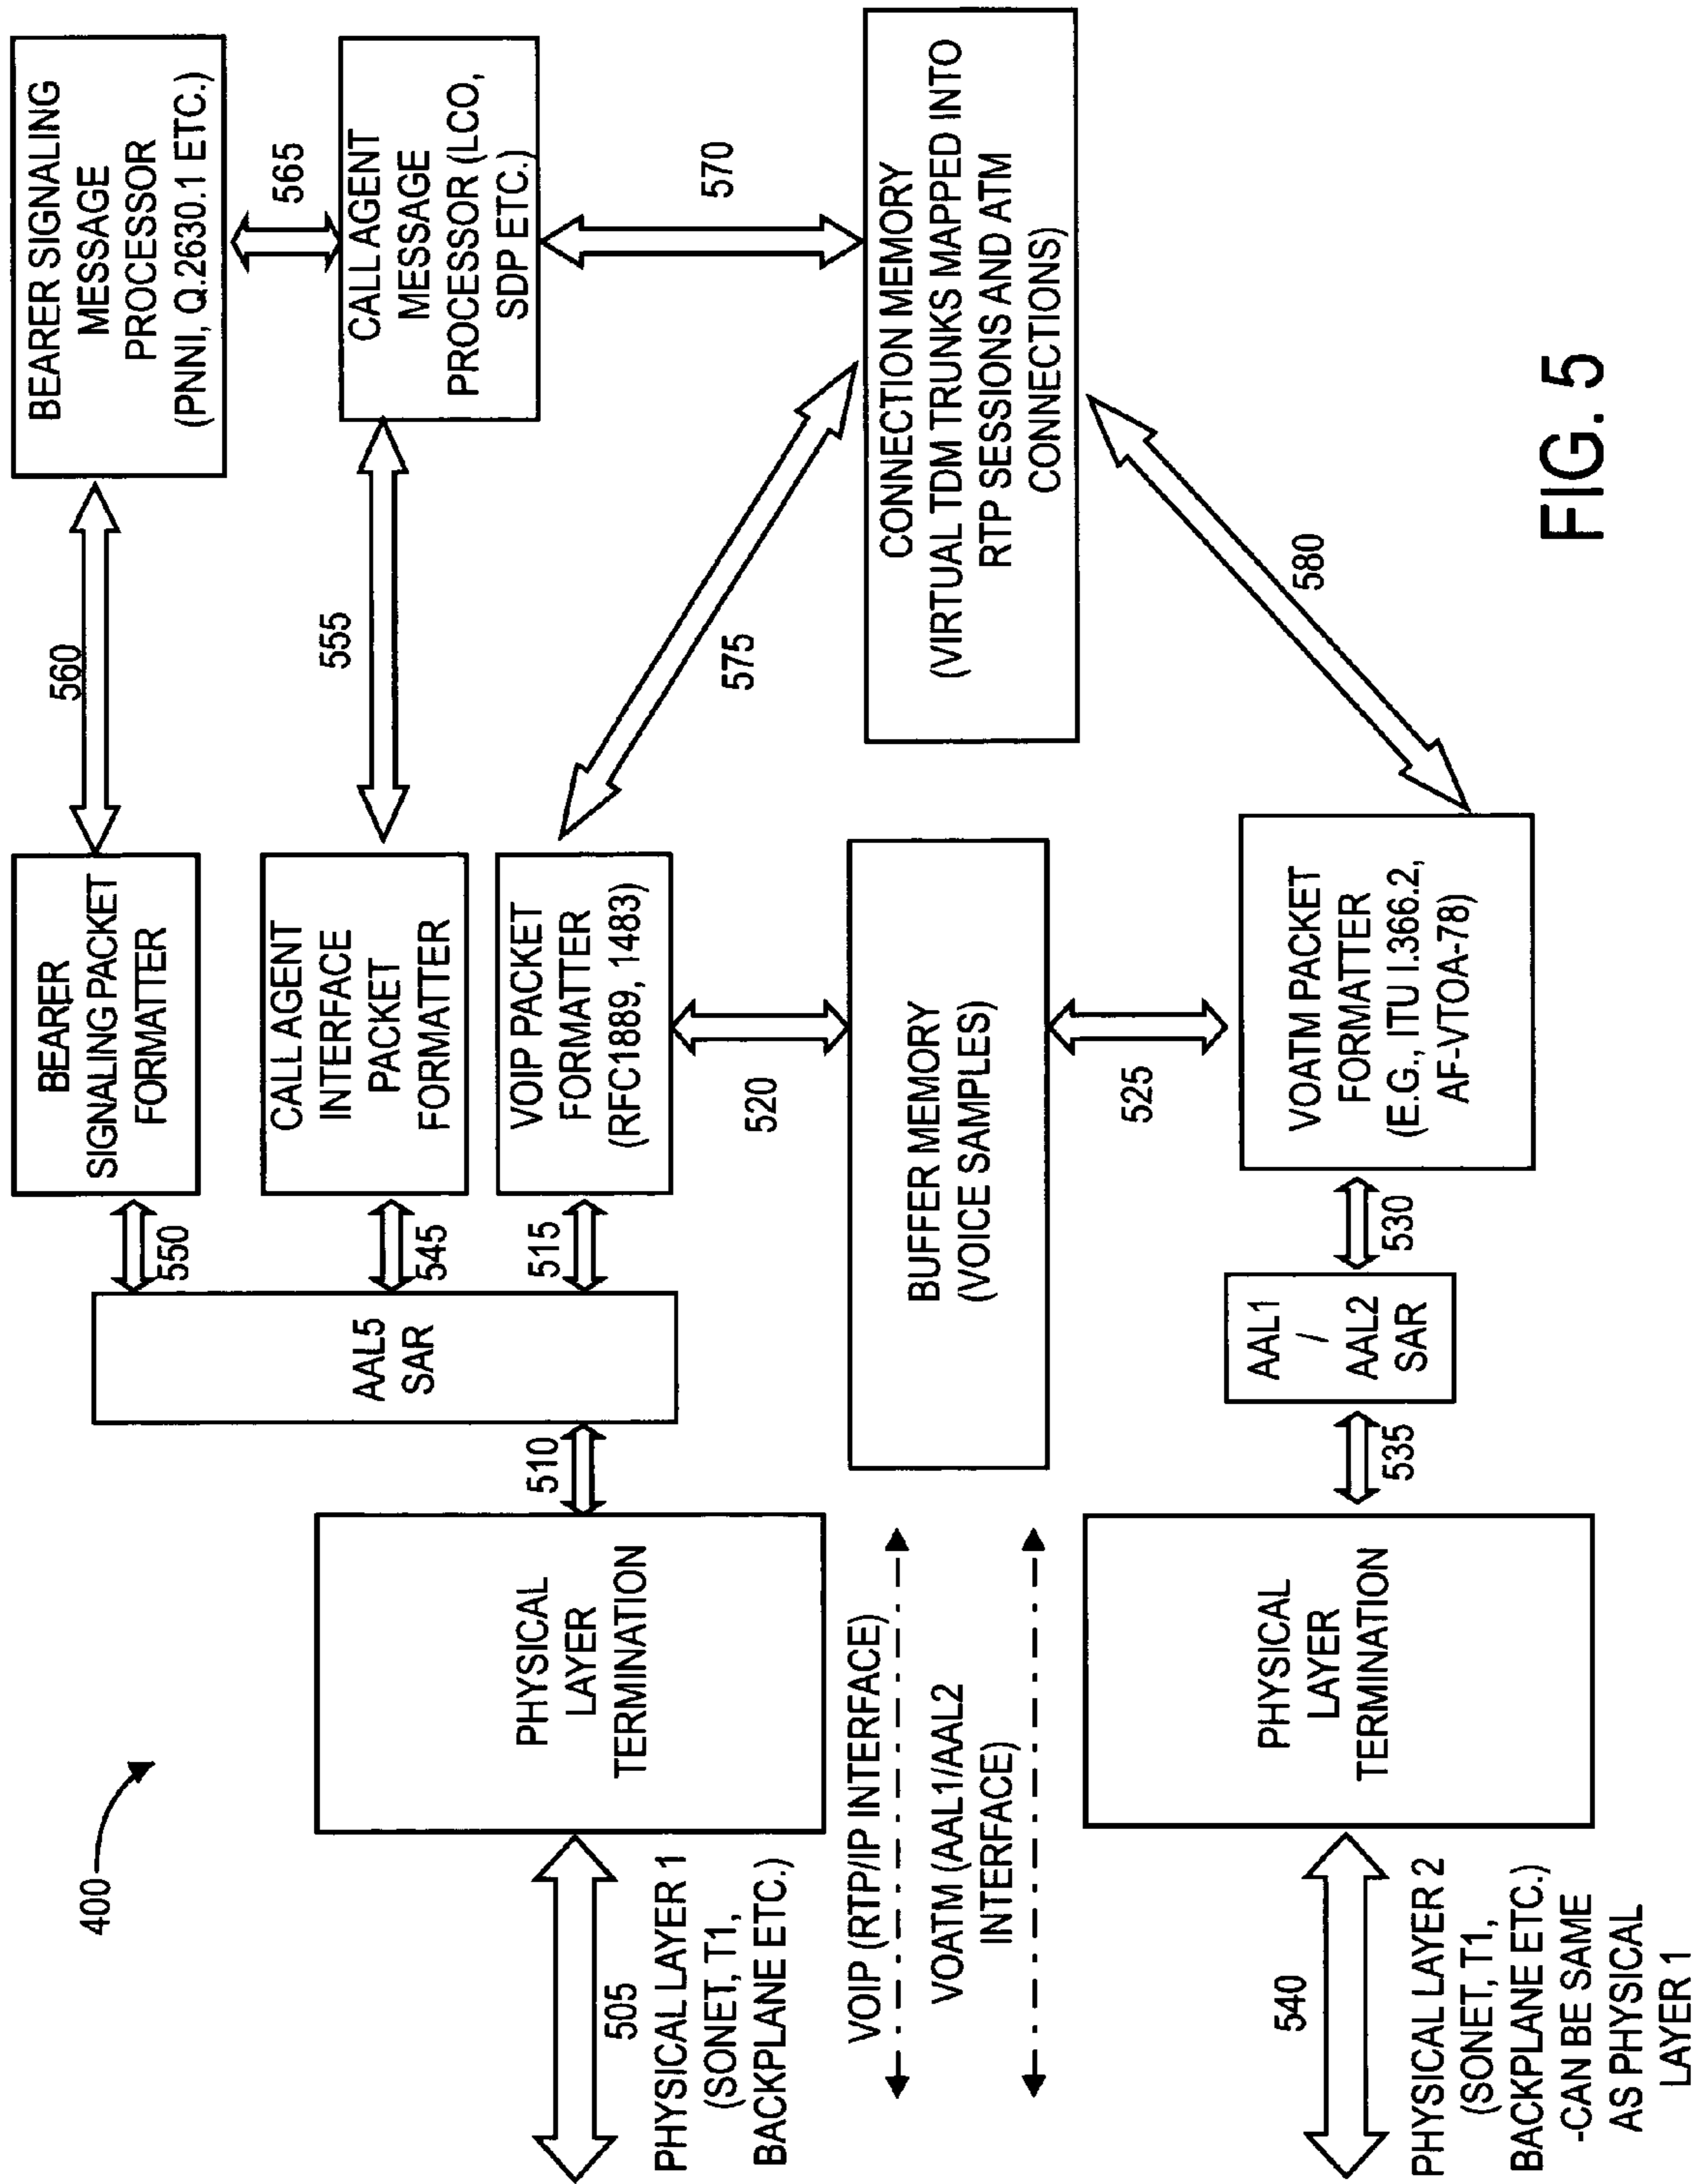 400
505
PHYSICAL LAYER 1
(SONET, T1,
BACKPLANE ETC.)
PHYSICAL
LAYER
TERMINATION
510
AAL5
SAR
550
545
515
BEARER
SIGNALING PACKET
FORMATTER
CALL AGENT
INTERFACE
PACKET
FORMATTER
VOIP PACKET
FORMATTER
(RFC1889, 1483)
560
555
575
BEARER SIGNALING
MESSAGE
PROCESSOR
(PNNI, Q.2630.1 ETC.)
565
CALL AGENT
MESSAGE
PROCESSOR (LCO,
SDP ETC.)
570
VOIP (RTP/IP INTERFACE)
VOATM (AAL1/AAL2
INTERFACE)
520
BUFFER MEMORY
(VOICE SAMPLES)
525
CONNECTION MEMORY
(VIRTUAL TDM TRUNKS MAPPED INTO
RTP SESSIONS AND ATM
CONNECTIONS)
580
540
PHYSICAL LAYER 2
(SONET, T1,
BACKPLANE ETC.)
-CAN BE SAME
AS PHYSICAL
LAYER 1
PHYSICAL
LAYER
TERMINATION
535
AAL1
/
AAL2
SAR
530
VOATM PACKET
FORMATTER
(E.G., ITU I.366.2,
AF-VTOA-78)
FIG. 5